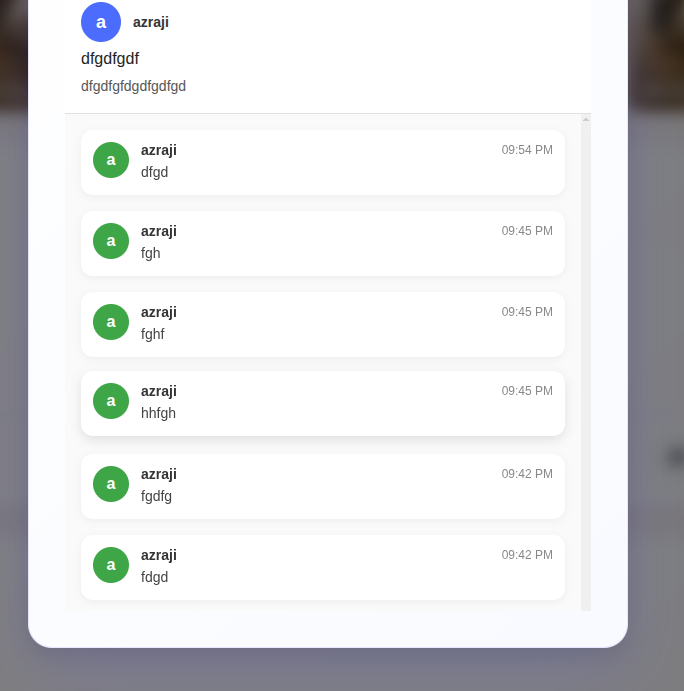 a azraji
dfgdfgdf
dfgdfgfdgdfgdfgd
a azraji 09:54 PM
dfgd
a azraji 09:45 PM
fgh
a azraji 09:45 PM
fghf
a azraji 09:45 PM
hhfgh
a azraji 09:42 PM
fgdfg
a azraji 09:42 PM
fdgd